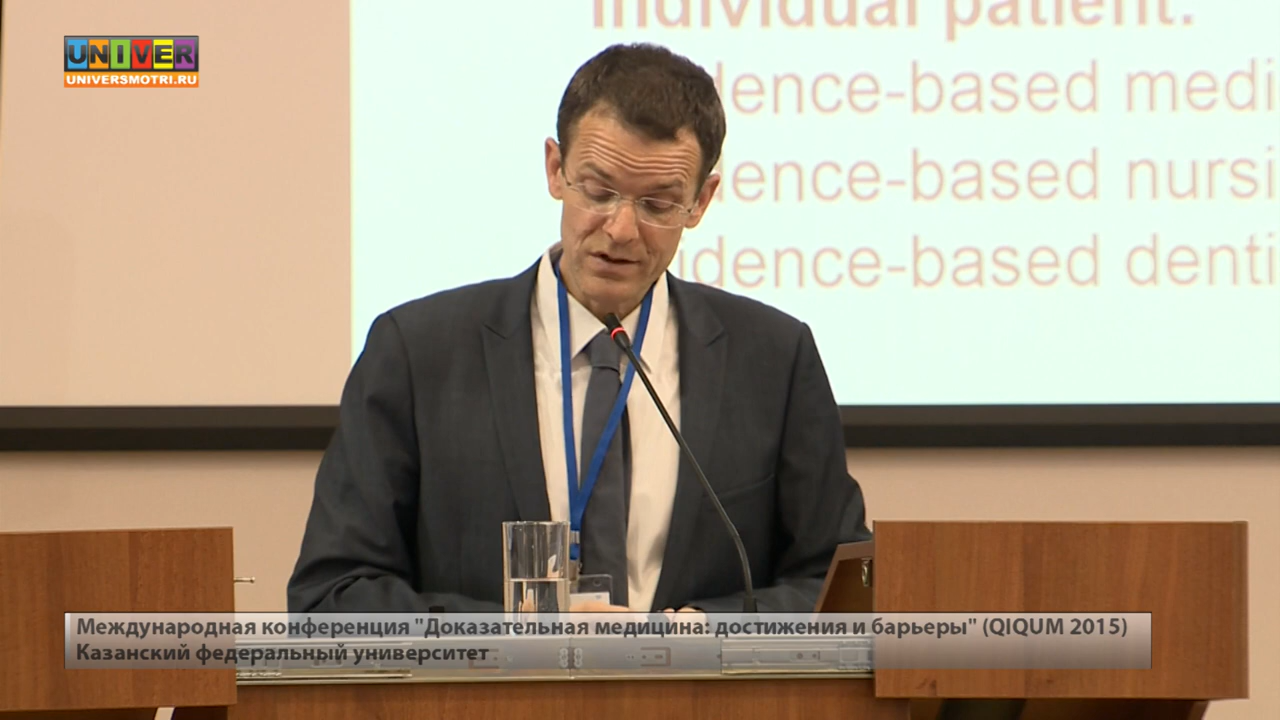 UNIVER
UNIVERSMOTRI.RU
individual patient.
dence-based medi
dence-based nursi
idence-based denti
Международная конференция "Доказательная медицина: достижения и барьеры" (QIQUM 2015)
Казанский федеральный университет